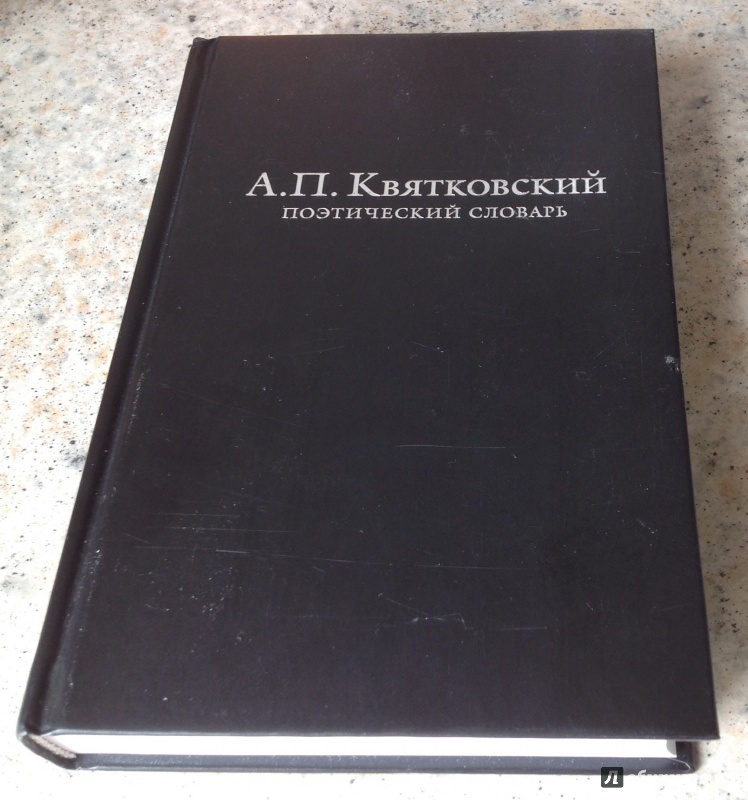 А.П. Квятковский
поэтический словарь